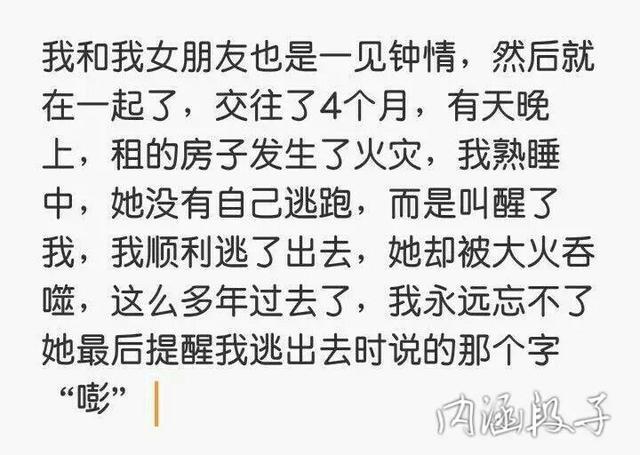 我和我女朋友也是一见钟情，然后就
在一起了，交往了4个月，有天晚
上，租的房子发生了火灾，我熟睡
中，她没有自己逃跑，而是叫醒了
我，我顺利逃了出去，她却被大火吞
噬，这么多年过去了，我永远忘不了
她最后提醒我逃出去时说的那个字
“嘭”
内涵段子